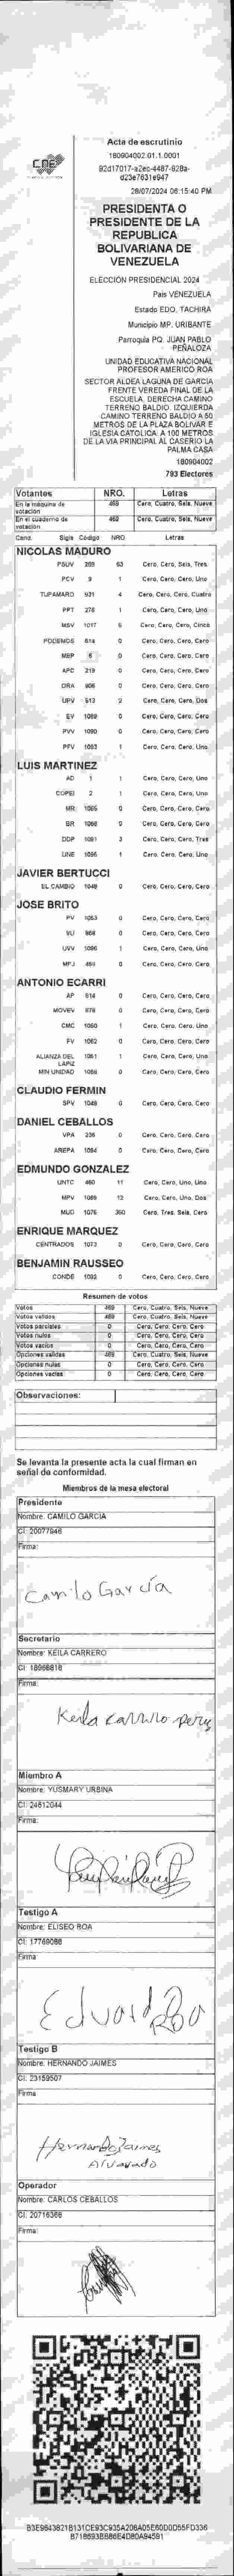 CNE
Acta de escrutinio
180904002.01.1.0001
28/07/2024 06:15:40 PM
PRESIDENTA O
PRESIDENTE DE LA
REPUBLICA
BOLIVARIANA DE
VENEZUELA
ELECCIÓN PRESIDENCIAL 2024
País VENEZUELA
Estado EDO. TACHIRA
Municipio MP. URIBANTE
Parroquia PQ. JUAN PABLO
PEÑALOZA
UNIDAD EDUCATIVA NACIONAL
PROFESOR AMERICO ROA
SECTOR ALDEA LAGUNA DE GARCIA
FRENTE VEREDA FINAL DE LA
ESCUELA. DERECHA CAMINO
TERRENO BALDIO. IZQUIERDA
CAMINO TERRENO BALDIO A 50
METROS DE LA PLAZA BOLIVAR E
IGLESIA CATOLICA A 100 METROS
DE LA VIA PRINCIPAL AL CASERIO LA
PALMA CASA
180904002
793 Electores
Votantes NRO. Letras
En la máquina de votación 469 Cero, Cuatro, Seis, Nueve
En el cuaderno de votación 469 Cero, Cuatro, Seis, Nueve
Cand. Sigla Código NRO. Letras
NICOLAS MADURO
PSUV 269 63 Cero, Cero, Seis, Tres
PCV 9 1 Cero, Cero, Cero, Uno
TUPAMARO 921 4 Cero, Cero, Cero, Cuatro
PPT 276 1 Cero, Cero, Cero, Uno
MSV 1017 5 Cero, Cero, Cero, Cinco
PODEMOS 614 0 Cero, Cero, Cero, Cero
MEP 6 0 Cero, Cero, Cero, Cero
APC 219 0 Cero, Cero, Cero, Cero
ORA 906 0 Cero, Cero, Cero, Cero
UPV 513 2 Cero, Cero, Cero, Dos
EV 1089 0 Cero, Cero, Cero, Cero
PVV 1090 0 Cero, Cero, Cero, Cero
PFV 1093 1 Cero, Cero, Cero, Uno
LUIS MARTINEZ
AD 1 1 Cero, Cero, Cero, Uno
COPEI 2 1 Cero, Cero, Cero, Uno
MR 1065 0 Cero, Cero, Cero, Cero
BR 1066 0 Cero, Cero, Cero, Cero
DDP 1091 3 Cero, Cero, Cero, Tres
UNE 1095 1 Cero, Cero, Cero, Uno
JAVIER BERTUCCI
EL CAMBIO 1048 0 Cero, Cero, Cero, Cero
JOSE BRITO
PV 1053 0 Cero, Cero, Cero, Cero
VU 968 0 Cero, Cero, Cero, Cero
UVV 1096 1 Cero, Cero, Cero, Uno
MPJ 0 Cero, Cero, Cero, Cero
ANTONIO ECARRI
AP 914 0 Cero, Cero, Cero, Cero
MOVEV 978 0 Cero, Cero, Cero, Cero
CMC 1060 1 Cero, Cero, Cero, Uno
FV 1062 0 Cero, Cero, Cero, Cero
ALIANZA DEL LAPIZ 1061 1 Cero, Cero, Cero, Uno
MIN UNIDAD 1058 0 Cero, Cero, Cero, Cero
CLAUDIO FERMIN
SPV 1049 0 Cero, Cero, Cero, Cero
DANIEL CEBALLOS
VPA 236 0 Cero, Cero, Cero, Cero
AREPA 1094 0 Cero, Cero, Cero, Cero
EDMUNDO GONZALEZ
UNTC 460 11 Cero, Cero, Uno, Uno
MPV 1069 12 Cero, Cero, Uno, Dos
MUD 1076 360 Cero, Tres, Seis, Cero
ENRIQUE MARQUEZ
CENTRADOS 1073 0 Cero, Cero, Cero, Cero
BENJAMIN RAUSSEO
CONDE 1092 0 Cero, Cero, Cero, Cero
Resumen de votos
Votos 469 Cero, Cuatro, Seis, Nueve
Votos validos 469 Cero, Cuatro, Seis, Nueve
Votos parciales 0 Cero, Cero, Cero, Cero
Votos nulos 0 Cero, Cero, Cero, Cero
Votos vacíos 0 Cero, Cero, Cero, Cero
Opciones validas 469 Cero, Cuatro, Seis, Nueve
Opciones nulas 0 Cero, Cero, Cero, Cero
Opciones vacías 0 Cero, Cero, Cero, Cero
Observaciones:
Se levanta la presente acta la cual firman en
señal de conformidad.
Miembros de la mesa electoral
Presidente
Nombre: CAMILO GARCIA
CI: 20077946
Firma:
Camilo García
Secretario
Nombre: KEILA CARRERO
CI: 18968818
Firma:
Keila
Miembro A
Nombre: YUSMARY URBINA
CI: 24612044
Firma:
Testigo A
Nombre: ELISEO ROA
CI: 17769086
Firma
Testigo B
Nombre: HERNANDO JAIMES
CI: 23159507
Firma
Hernando Jaimes
Alvarado
Operador
Nombre: CARLOS CEBALLOS
CI: 20716368
Firma: